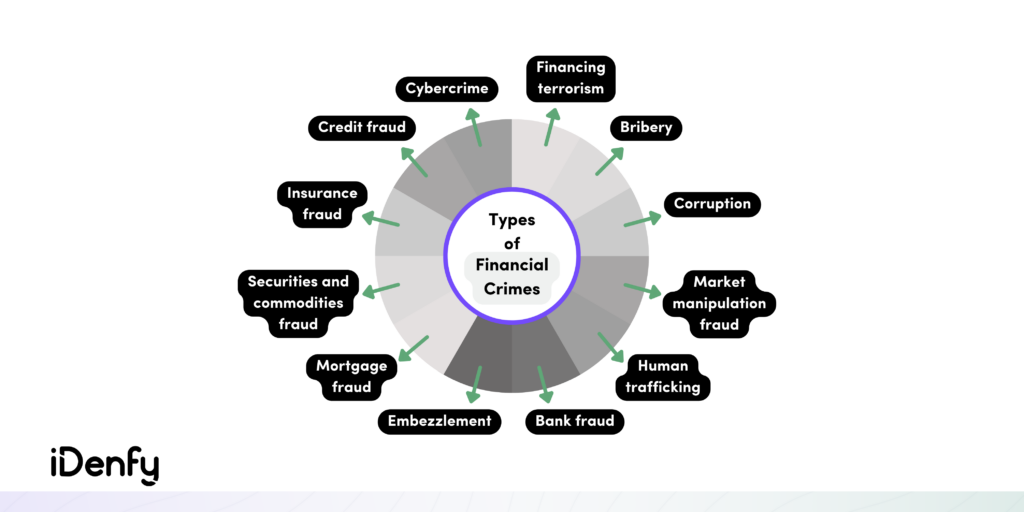 Financing
terrorism
Cybercrime
Credit fraud
Bribery
Insurance
fraud
Corruption
Types
of
Financial
Crimes
Securities and
commodities
fraud
Market
manipulation
fraud
Mortgage
fraud
Human
trafficking
Embezzlement
Bank fraud
iDenfy